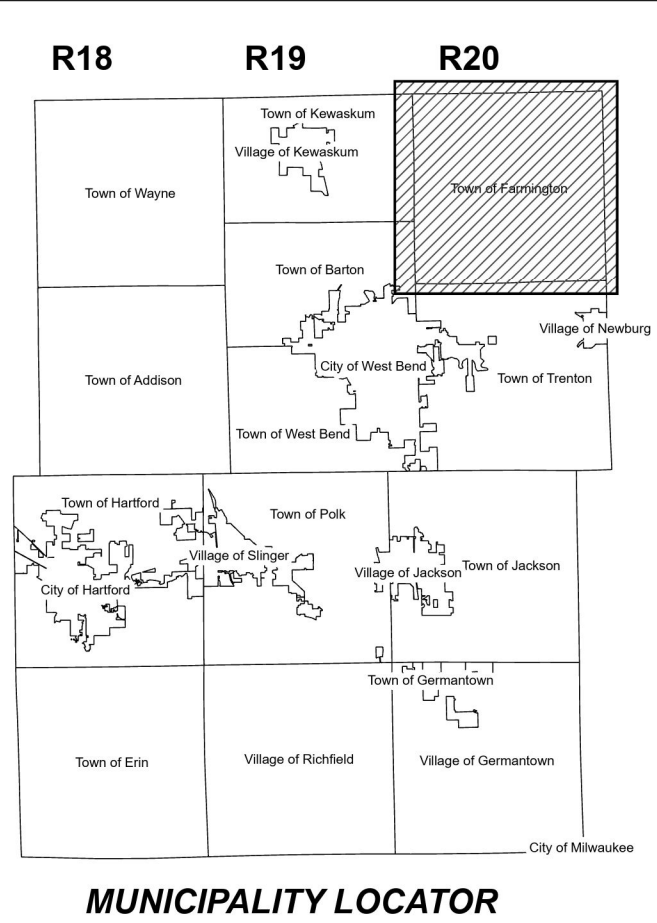 R18 R19 R20
Town of Kewaskum
Village of Kewaskum
Town of Wayne
Town of Farmington
Town of Barton
Village of Newburg
City of West Bend
Town of Addison
Town of Trenton
Town of West Bend
Town of Hartford
Town of Polk
Village of Slinger
Town of Jackson
Village of Jackson
City of Hartford
Town of Germantown
Town of Erin
Village of Richfield
Village of Germantown
City of Milwaukee
MUNICIPALITY LOCATOR